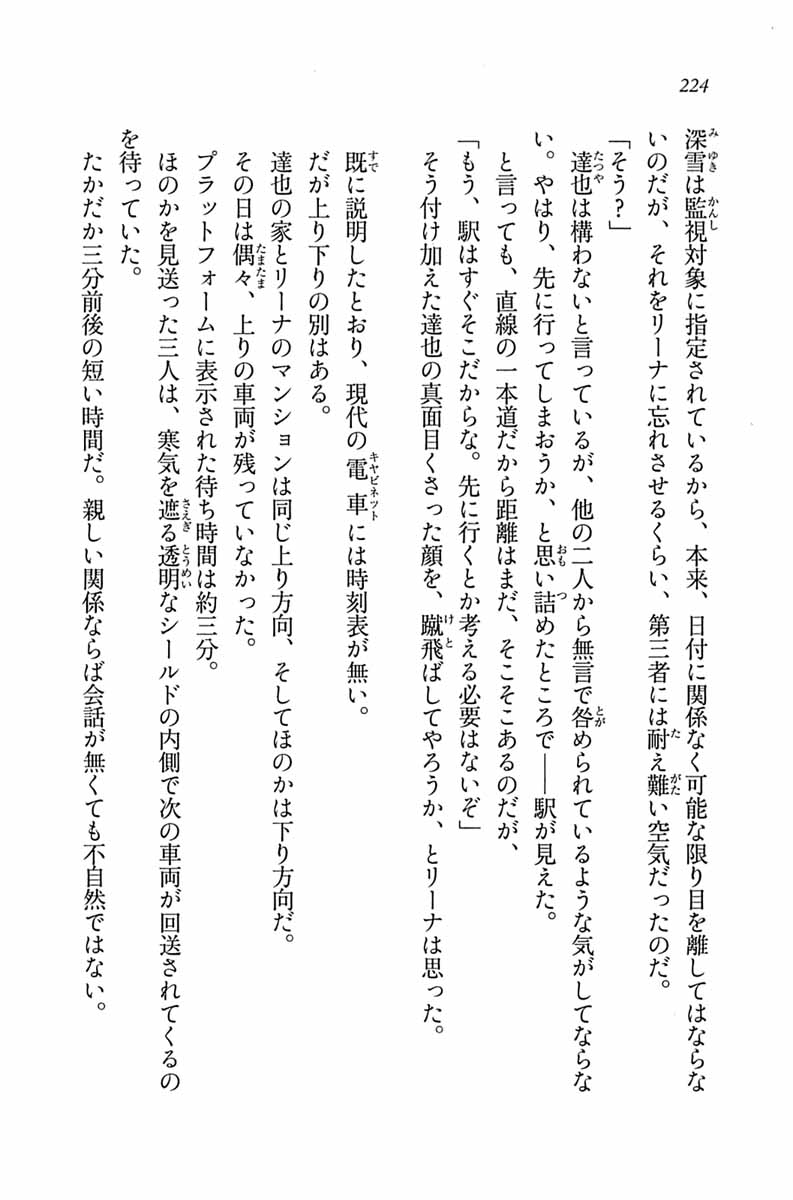 224
深雪は監視対象に指定されているから、本来、日付に関係なく可能な限り目を離してはならな
いのだが、それをリーナに忘れさせるくらい、第三者には耐え難い空気だったのだ。
「そう？」
達也は構わないと言っているが、他の二人から無言で咎められているような気がしてならな
い。やはり、先に行ってしまおうか、と思い詰めたところで──駅が見えた。
と言っても、直線の一本道だから距離はまだ、そこそこあるのだが、
「もう、駅はすぐそこだからな。先に行くとか考える必要はないぞ」
そう付け加えた達也の真面目くさった顔を、蹴飛ばしてやろうか、とリーナは思った。
既に説明したとおり、現代の電車には時刻表が無い。
だが上り下りの別はある。
達也の家とリーナのマンションは同じ上り方向、そしてほのかは下り方向だ。
その日は偶々、上りの車両が残っていなかった。
プラットフォームに表示された待ち時間は約三分。
ほのかを見送った三人は、寒気を遮る透明なシールドの内側で次の車両が回送されてくるの
を待っていた。
たかだか三分前後の短い時間だ。親しい関係ならば会話が無くても不自然ではない。